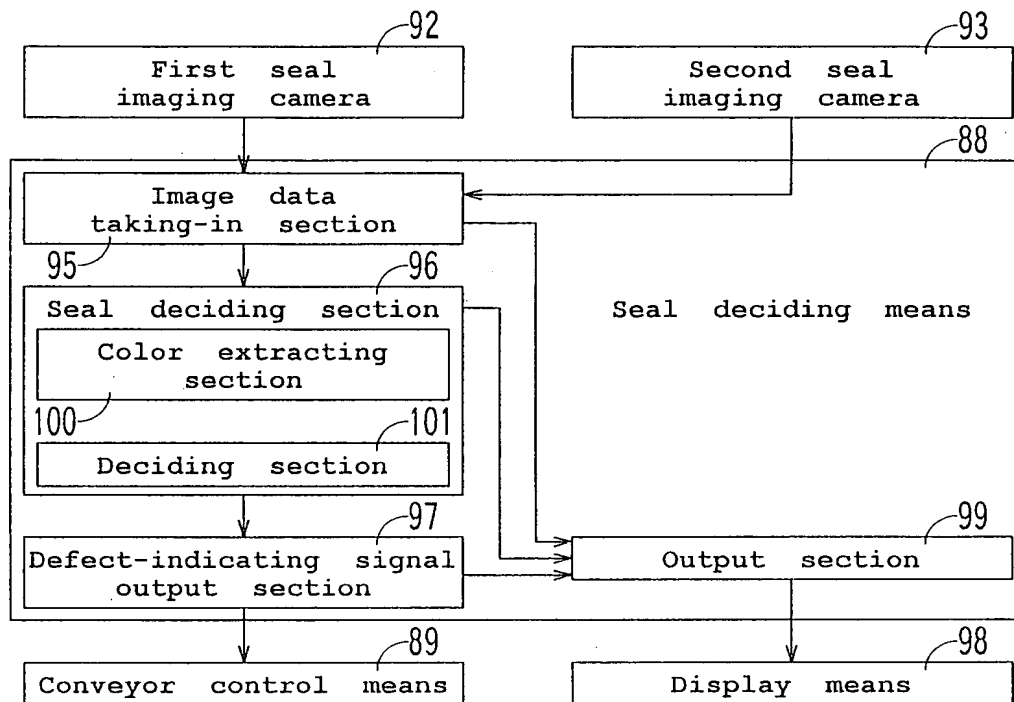 92
First seal
imaging camera
93
Second seal
imaging camera
88
Image data
taking-in section
95
96
Seal deciding section
Seal deciding means
Color extracting
section
100
101
Deciding section
97
Defect-indicating signal
output section
99
Output section
89
Conveyor control means
98
Display means